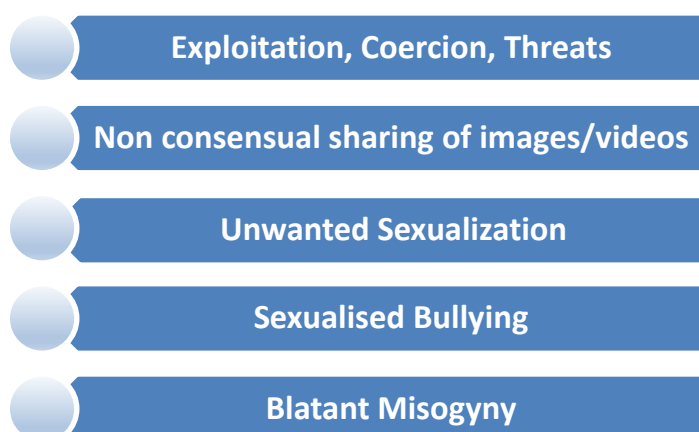 Exploitation, Coercion, Threats
Non consensual sharing of images/videos
Unwanted Sexualization
Sexualised Bullying
Blatant Misogyny